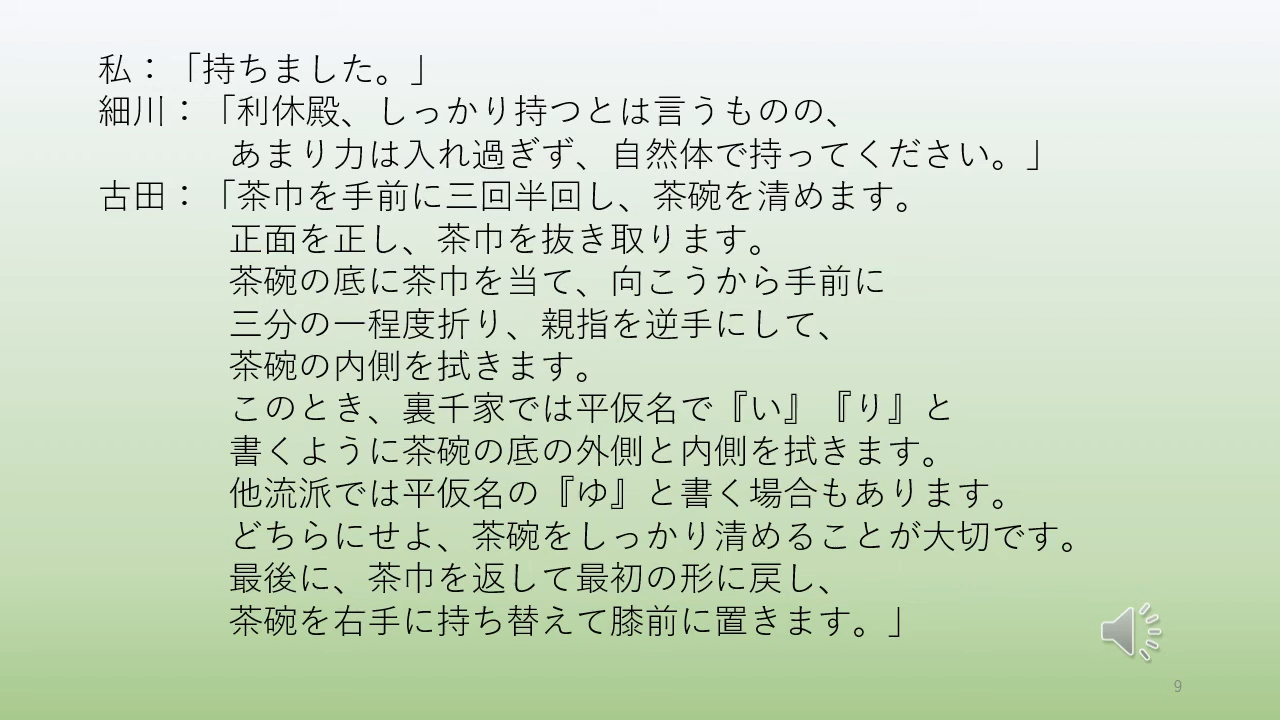 私：「持ちました。」
細川：「利休殿、しっかり持つとは言うものの、
あまり力は入れ過ぎず、自然体で持ってください。」
古田：「茶巾を手前に三回半回し、茶碗を清めます。
正面を正し、茶巾を抜き取ります。
茶碗の底に茶巾を当て、向こうから手前に
三分の一程度折り、親指を逆手にして、
茶碗の内側を拭きます。
このとき、裏千家では平仮名で『い』『り』と
書くように茶碗の底の外側と内側を拭きます。
他流派では平仮名の『ゆ』と書く場合もあります。
どちらにせよ、茶碗をしっかり清めることが大切です。
最後に、茶巾を返して最初の形に戻し、
茶碗を右手に持ち替えて膝前に置きます。」
9